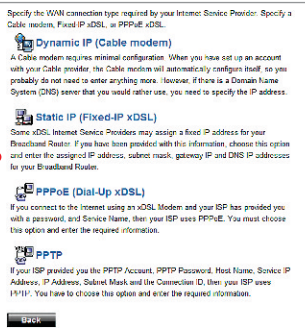 Specify the WAN connection type required by your Internet Service Provider. Specify a
Cable modem, Fixed-IP xDSL, or PPPoE xDSL.
Dynamic IP (Cable modem)
A Cable modem requires minimal configuration. When you have set up an account
with your Cable provider, the Cable modem will automatically configure itself, so you
probably do not need to enter anything more. However, if there is a Domain Name
System (DNS) server that you would rather use, you need to specify the IP address.
Static IP (Fixed-IP xDSL)
Some xDSL Internet Service Providers may assign a fixed IP address for your
Broadband Router. If you have been provided with this information, choose this option
and enter the assigned IP address, subnet mask, gateway IP and DNS IP addresses
for your Broadband Router.
PPPoE (Dial-Up xDSL)
If you connect to the Internet using an xDSL Modem and your ISP has provided you
with a password, and Service Name, then your ISP uses PPPoE. You must choose
this option and enter the required information.
PPTP
If your ISP provided you the PPTP Account, PPTP Password, Host Name, Service IP
Address, IP Address, Subnet Mask and the Connection ID, then your ISP uses
PPTP. You have to choose this option and enter the required information.
Back